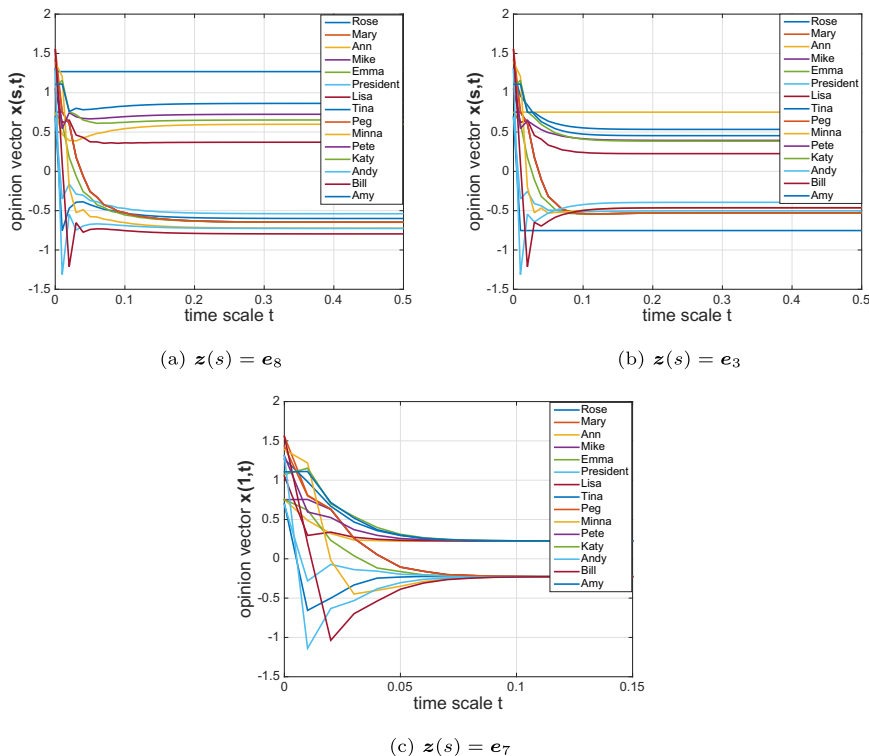 2
1.5
1
0.5
0
-0.5
-1
-1.5
opinion vector x(s,t)
0 0.1 0.2 0.3 0.4 0.5
time scale t
Rose
Mary
Ann
Mike
Emma
President
Lisa
Tina
Peg
Minna
Pete
Katy
Andy
Bill
Amy
(a) z(s) = e8
2
1.5
1
0.5
0
-0.5
-1
-1.5
opinion vector x(s,t)
0 0.1 0.2 0.3 0.4 0.5
time scale t
Rose
Mary
Ann
Mike
Emma
President
Lisa
Tina
Peg
Minna
Pete
Katy
Andy
Bill
Amy
(b) z(s) = e3
2
1.5
1
0.5
0
-0.5
-1
-1.5
opinion vector x(1,t)
0 0.05 0.1 0.15
time scale t
Rose
Mary
Ann
Mike
Emma
President
Lisa
Tina
Peg
Minna
Pete
Katy
Andy
Bill
Amy
(c) z(s) = e7